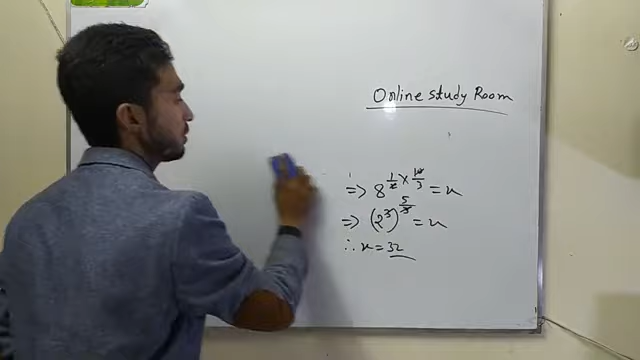 Online Study Room
⇒ 8^(1/2 × 10/3) = x
⇒ (2^3)^(5/3) = x
∴ x = 32